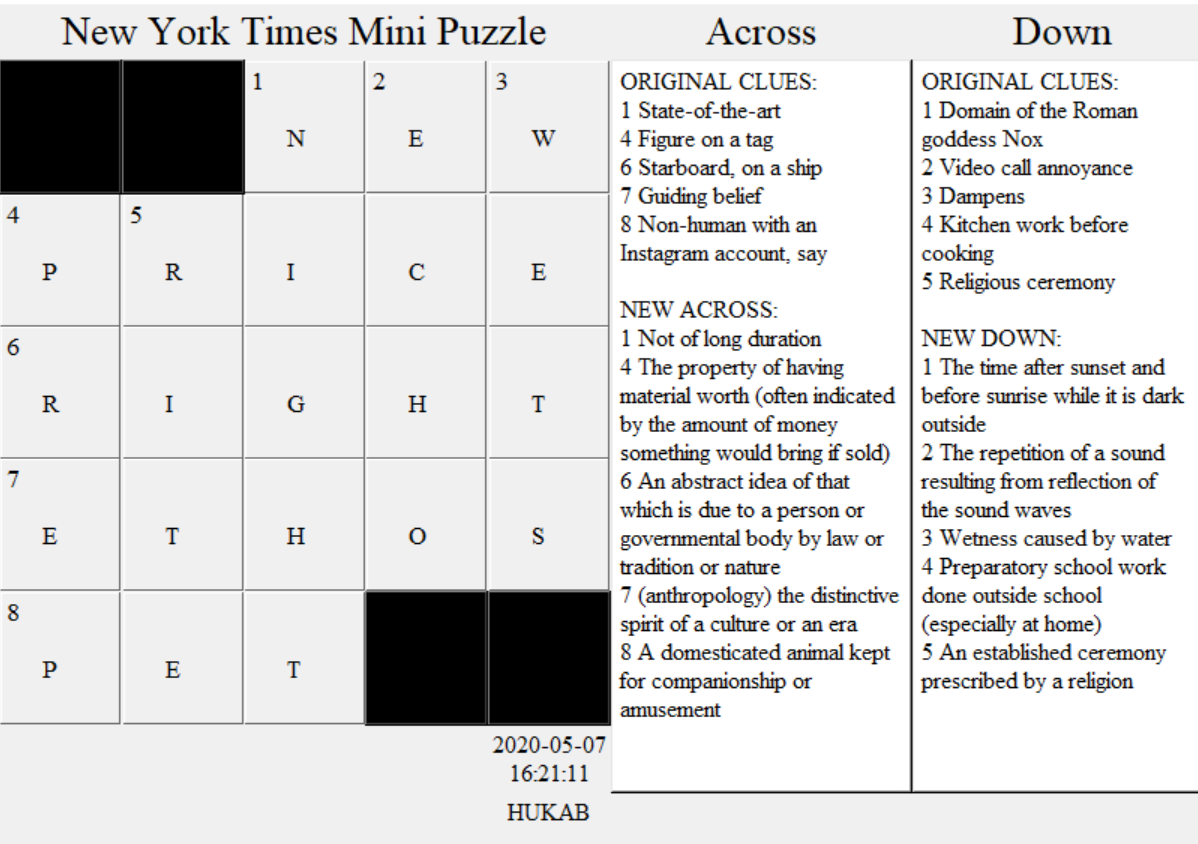 New York Times Mini Puzzle
1 2 3
N E W
4 5
P R I C E
6
R I G H T
7
E T H O S
8
P E T
2020-05-07
16:21:11
HUKAB
Across
ORIGINAL CLUES:
1 State-of-the-art
4 Figure on a tag
6 Starboard, on a ship
7 Guiding belief
8 Non-human with an
Instagram account, say
NEW ACROSS:
1 Not of long duration
4 The property of having
material worth (often indicated
by the amount of money
something would bring if sold)
6 An abstract idea of that
which is due to a person or
governmental body by law or
tradition or nature
7 (anthropology) the distinctive
spirit of a culture or an era
8 A domesticated animal kept
for companionship or
amusement
Down
ORIGINAL CLUES:
1 Domain of the Roman
goddess Nox
2 Video call annoyance
3 Dampens
4 Kitchen work before
cooking
5 Religious ceremony
NEW DOWN:
1 The time after sunset and
before sunrise while it is dark
outside
2 The repetition of a sound
resulting from reflection of
the sound waves
3 Wetness caused by water
4 Preparatory school work
done outside school
(especially at home)
5 An established ceremony
prescribed by a religion